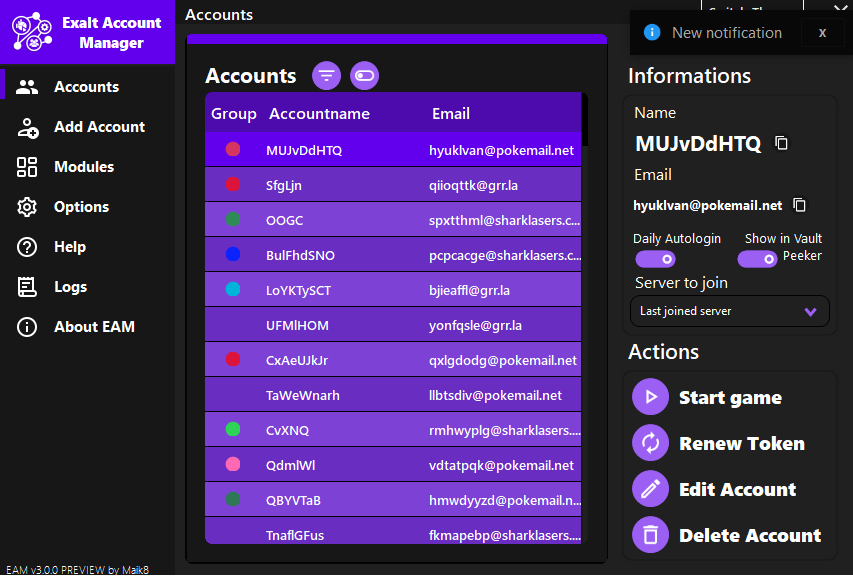 Exalt Account
Manager
Accounts
Add Account
Modules
Options
Help
Logs
About EAM
EAM v3.0.0 PREVIEW by Maik8
Accounts
Accounts
Group Accountname Email
MUJvDdHTQ hyuklvan@pokemail.net
SfgLjn qiioqttk@grr.la
OOGC spxtthml@sharklasers.c...
BulFhdSNO pcpcacge@sharklasers.c...
LoYKTySCT bjieaffl@grr.la
UFMlHOM yonfqsle@grr.la
CxAeUJkJr qxlgdodg@pokemail.net
TaWeWnarh llbtsdiv@pokemail.net
CvXNQ rmhwyplg@sharklasers....
QdmlWl vdtatpqk@pokemail.net
QBYVTaB hmwdyyzd@pokemail.n...
TnaflGFus fkmapebp@sharklasers....
New notification x
Informations
Name
MUJvDdHTQ
Email
hyuklvan@pokemail.net
Daily Autologin Show in Vault
Peeker
Server to join
Last joined server
Actions
Start game
Renew Token
Edit Account
Delete Account